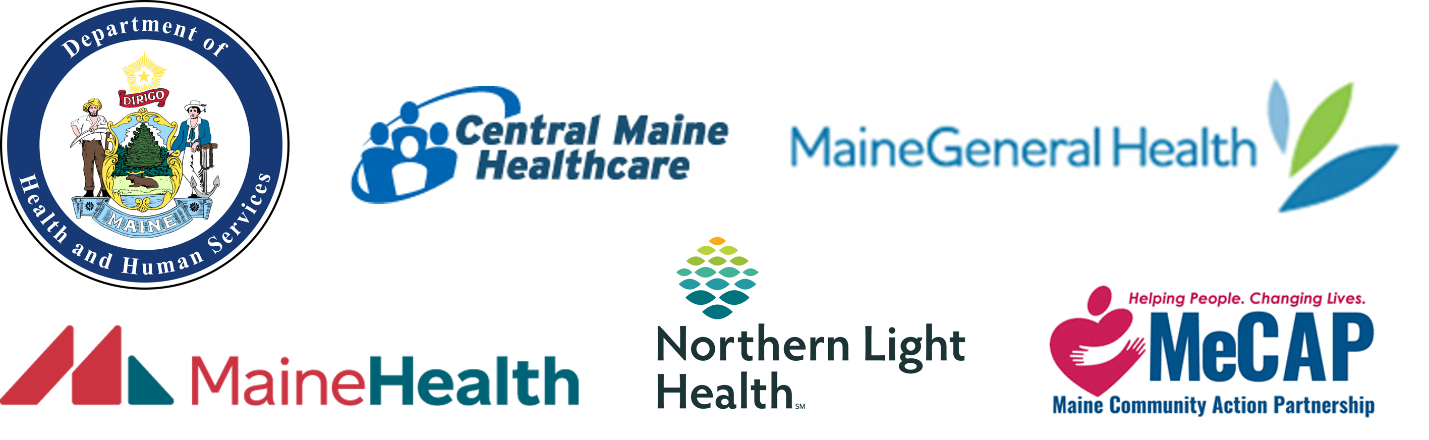 Department of
DIRIGO
MAINE
Health and Human Services
Central Maine
Healthcare
MaineGeneral Health
MaineHealth
Northern Light
Health SM
Helping People. Changing Lives.
MeCAP
Maine Community Action Partnership